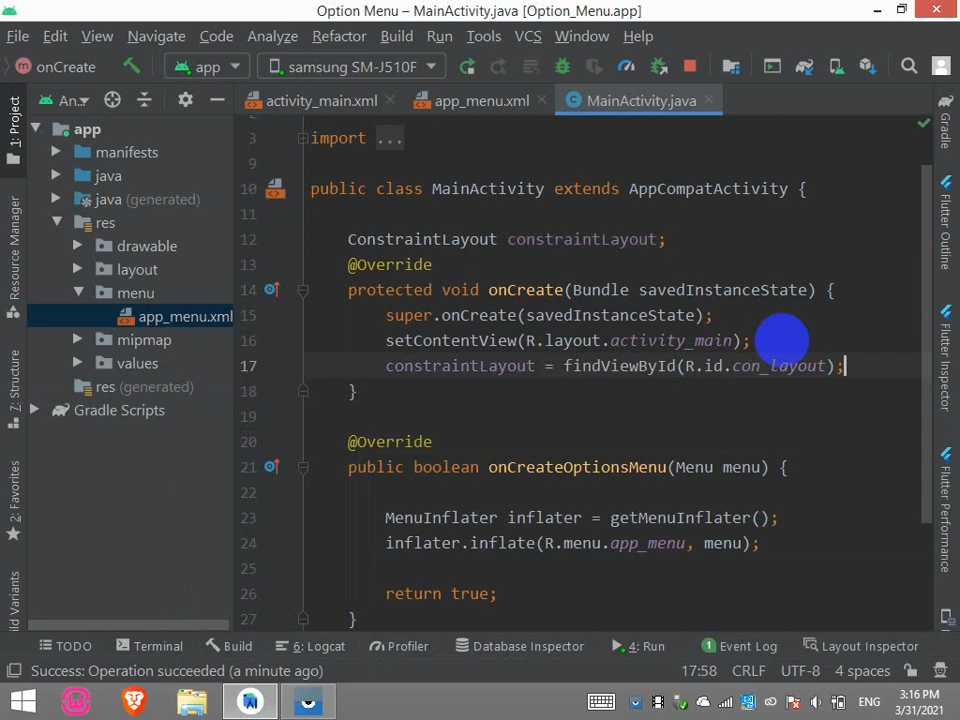 Option Menu – MainActivity.java [Option_Menu.app]
File Edit View Navigate Code Analyze Refactor Build Run Tools VCS Window Help
onCreate app samsung SM-J510F
An... activity_main.xml app_menu.xml MainActivity.java
1: Project
Resource Manager
7: Structure
2: Favorites
ild Variants
app
manifests
java
java (generated)
res
drawable
layout
menu
app_menu.xml
mipmap
values
res (generated)
Gradle Scripts
2
3 import ...
9
10 public class MainActivity extends AppCompatActivity {
11
12 ConstraintLayout constraintLayout;
13 @Override
14 protected void onCreate(Bundle savedInstanceState) {
15 super.onCreate(savedInstanceState);
16 setContentView(R.layout.activity_main);
17 constraintLayout = findViewById(R.id.con_layout);
18 }
19
20 @Override
21 public boolean onCreateOptionsMenu(Menu menu) {
22
23 MenuInflater inflater = getMenuInflater();
24 inflater.inflate(R.menu.app_menu, menu);
25
26 return true;
27 }
Gradle
Flutter Outline
Flutter Inspector
Flutter Performance
TODO Terminal Build 6: Logcat Profiler Database Inspector 4: Run 1 Event Log Layout Inspector
Success: Operation succeeded (a minute ago) 17:58 CRLF UTF-8 4 spaces
ENG
3:16 PM
3/31/2021